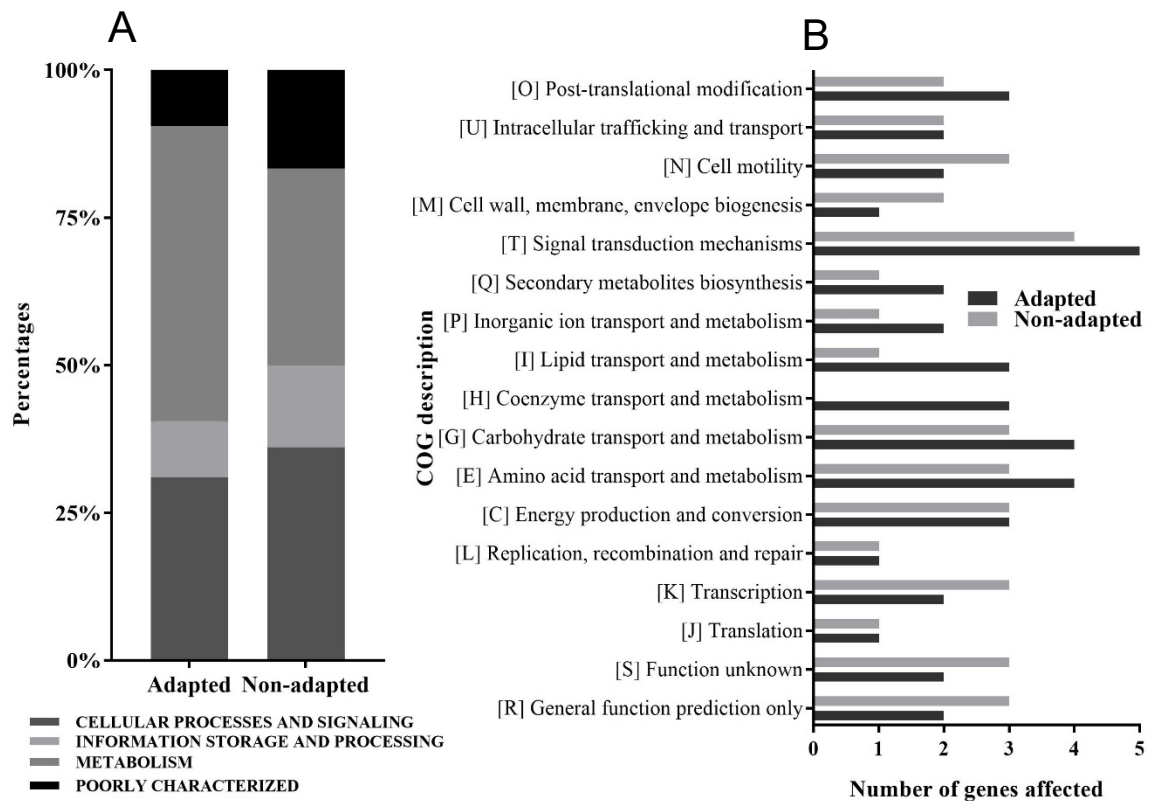 A
100%
75%
50%
25%
0%
Percentages
Adapted Non-adapted
CELLULAR PROCESSES AND SIGNALING
INFORMATION STORAGE AND PROCESSING
METABOLISM
POORLY CHARACTERIZED
B
COG description
[O] Post-translational modification
[U] Intracellular trafficking and transport
[N] Cell motility
[M] Cell wall, membrane, envelope biogenesis
[T] Signal transduction mechanisms
[Q] Secondary metabolites biosynthesis
[P] Inorganic ion transport and metabolism
[I] Lipid transport and metabolism
[H] Coenzyme transport and metabolism
[G] Carbohydrate transport and metabolism
[E] Amino acid transport and metabolism
[C] Energy production and conversion
[L] Replication, recombination and repair
[K] Transcription
[J] Translation
[S] Function unknown
[R] General function prediction only
Adapted
Non-adapted
0 1 2 3 4 5
Number of genes affected